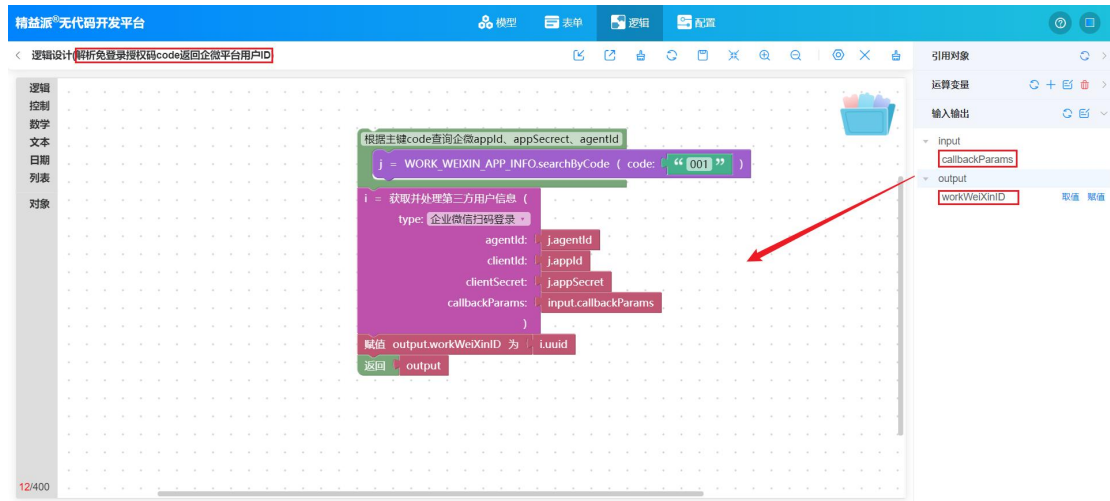 精益派®无代码开发平台
模型
表单
逻辑
配置
< 逻辑设计(解析免登录授权码code返回企微平台用户ID)
逻辑
控制
数学
文本
日期
列表
对象
根据主键code查询企微appId、appSecrect、agentId
j = WORK_WEIXIN_APP_INFO.searchByCode ( code: “ 001 ” )
i = 获取并处理第三方用户信息 (
type: 企业微信扫码登录
agentId: j.agentId
clientId: j.appId
clientSecret: j.appSecret
callbackParams: input.callbackParams
)
赋值 output.workWeiXinID 为 i.uuid
返回 output
12/400
引用对象
运算变量
输入输出
input
callbackParams
output
workWeiXinID 取值 赋值